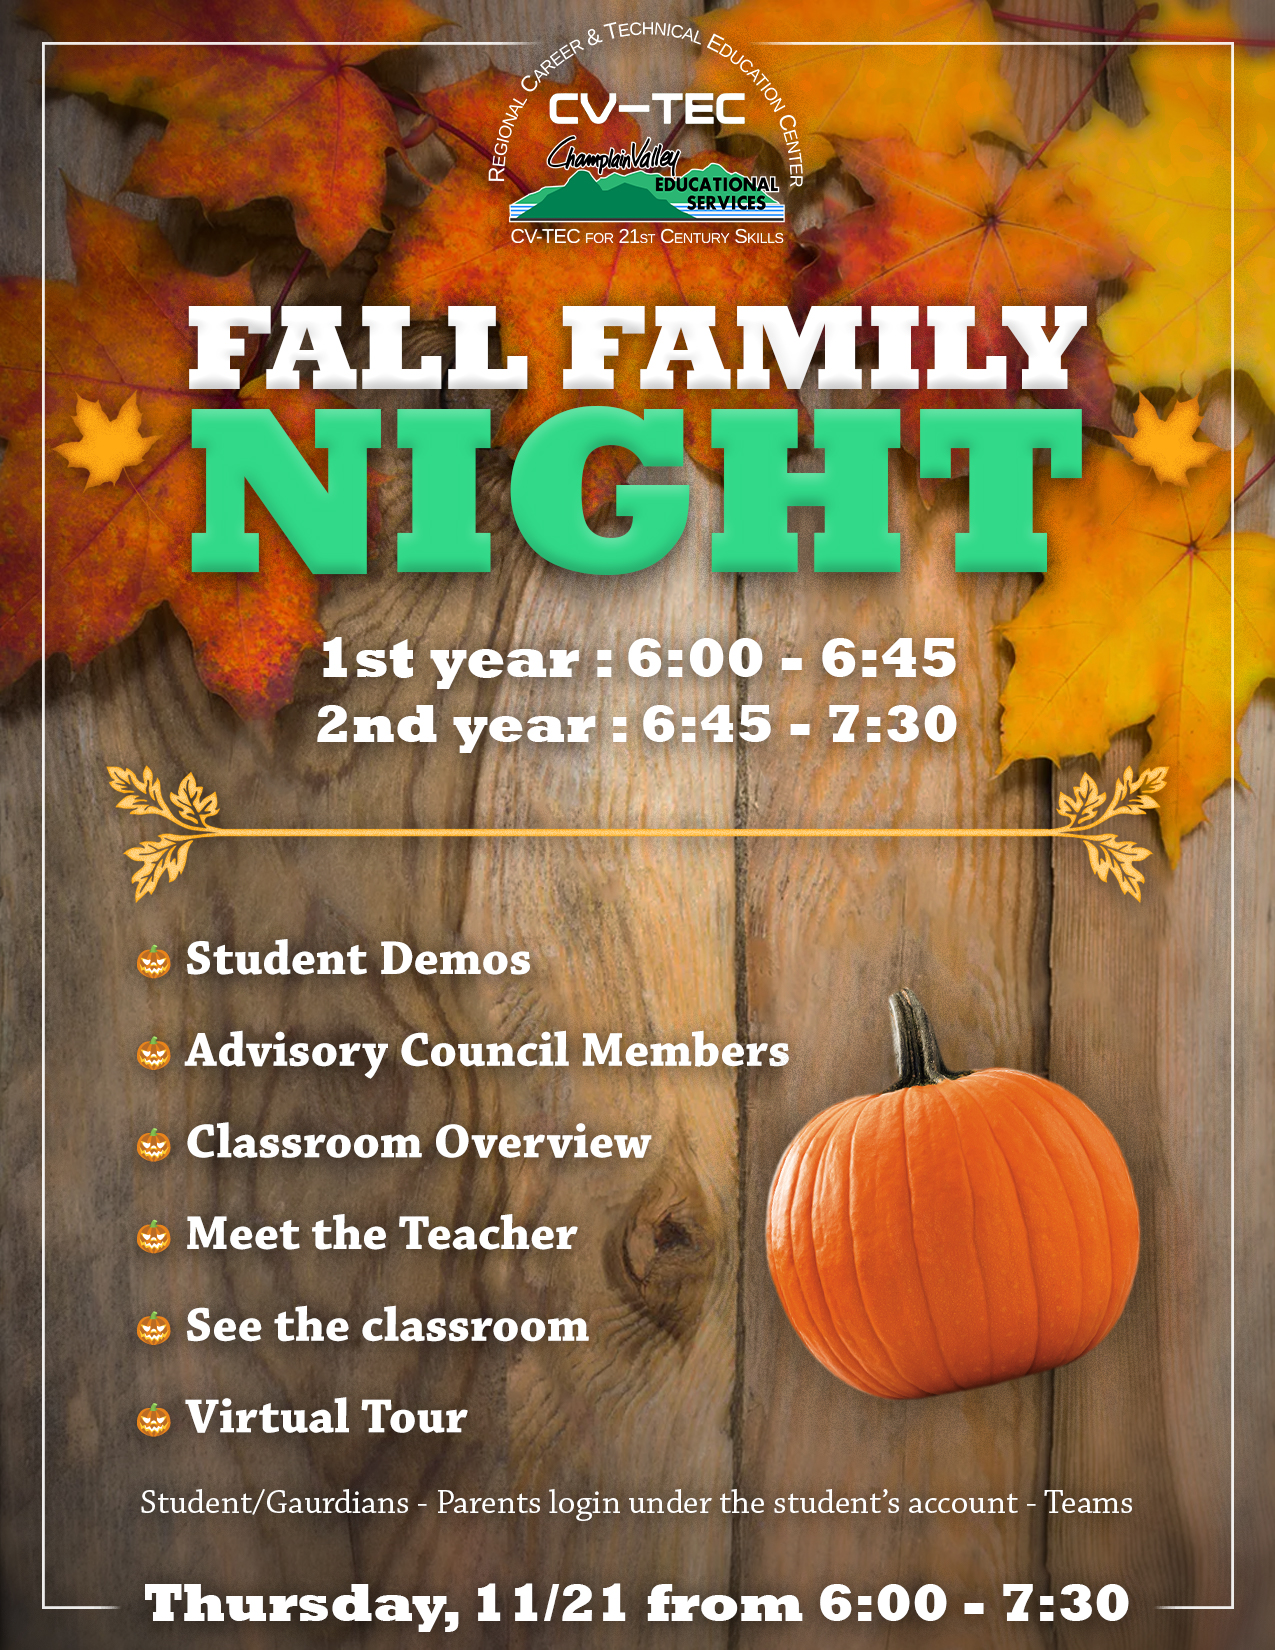 Regional Career & Technical Education Center
CV-TEC
Champlain Valley
EDUCATIONAL
SERVICES
CV-TEC for 21st Century Skills
FALL FAMILY
NIGHT
1st year : 6:00 - 6:45
2nd year : 6:45 - 7:30
Student Demos
Advisory Council Members
Classroom Overview
Meet the Teacher
See the classroom
Virtual Tour
Student/Gaurdians - Parents login under the student’s account - Teams
Thursday, 11/21 from 6:00 - 7:30